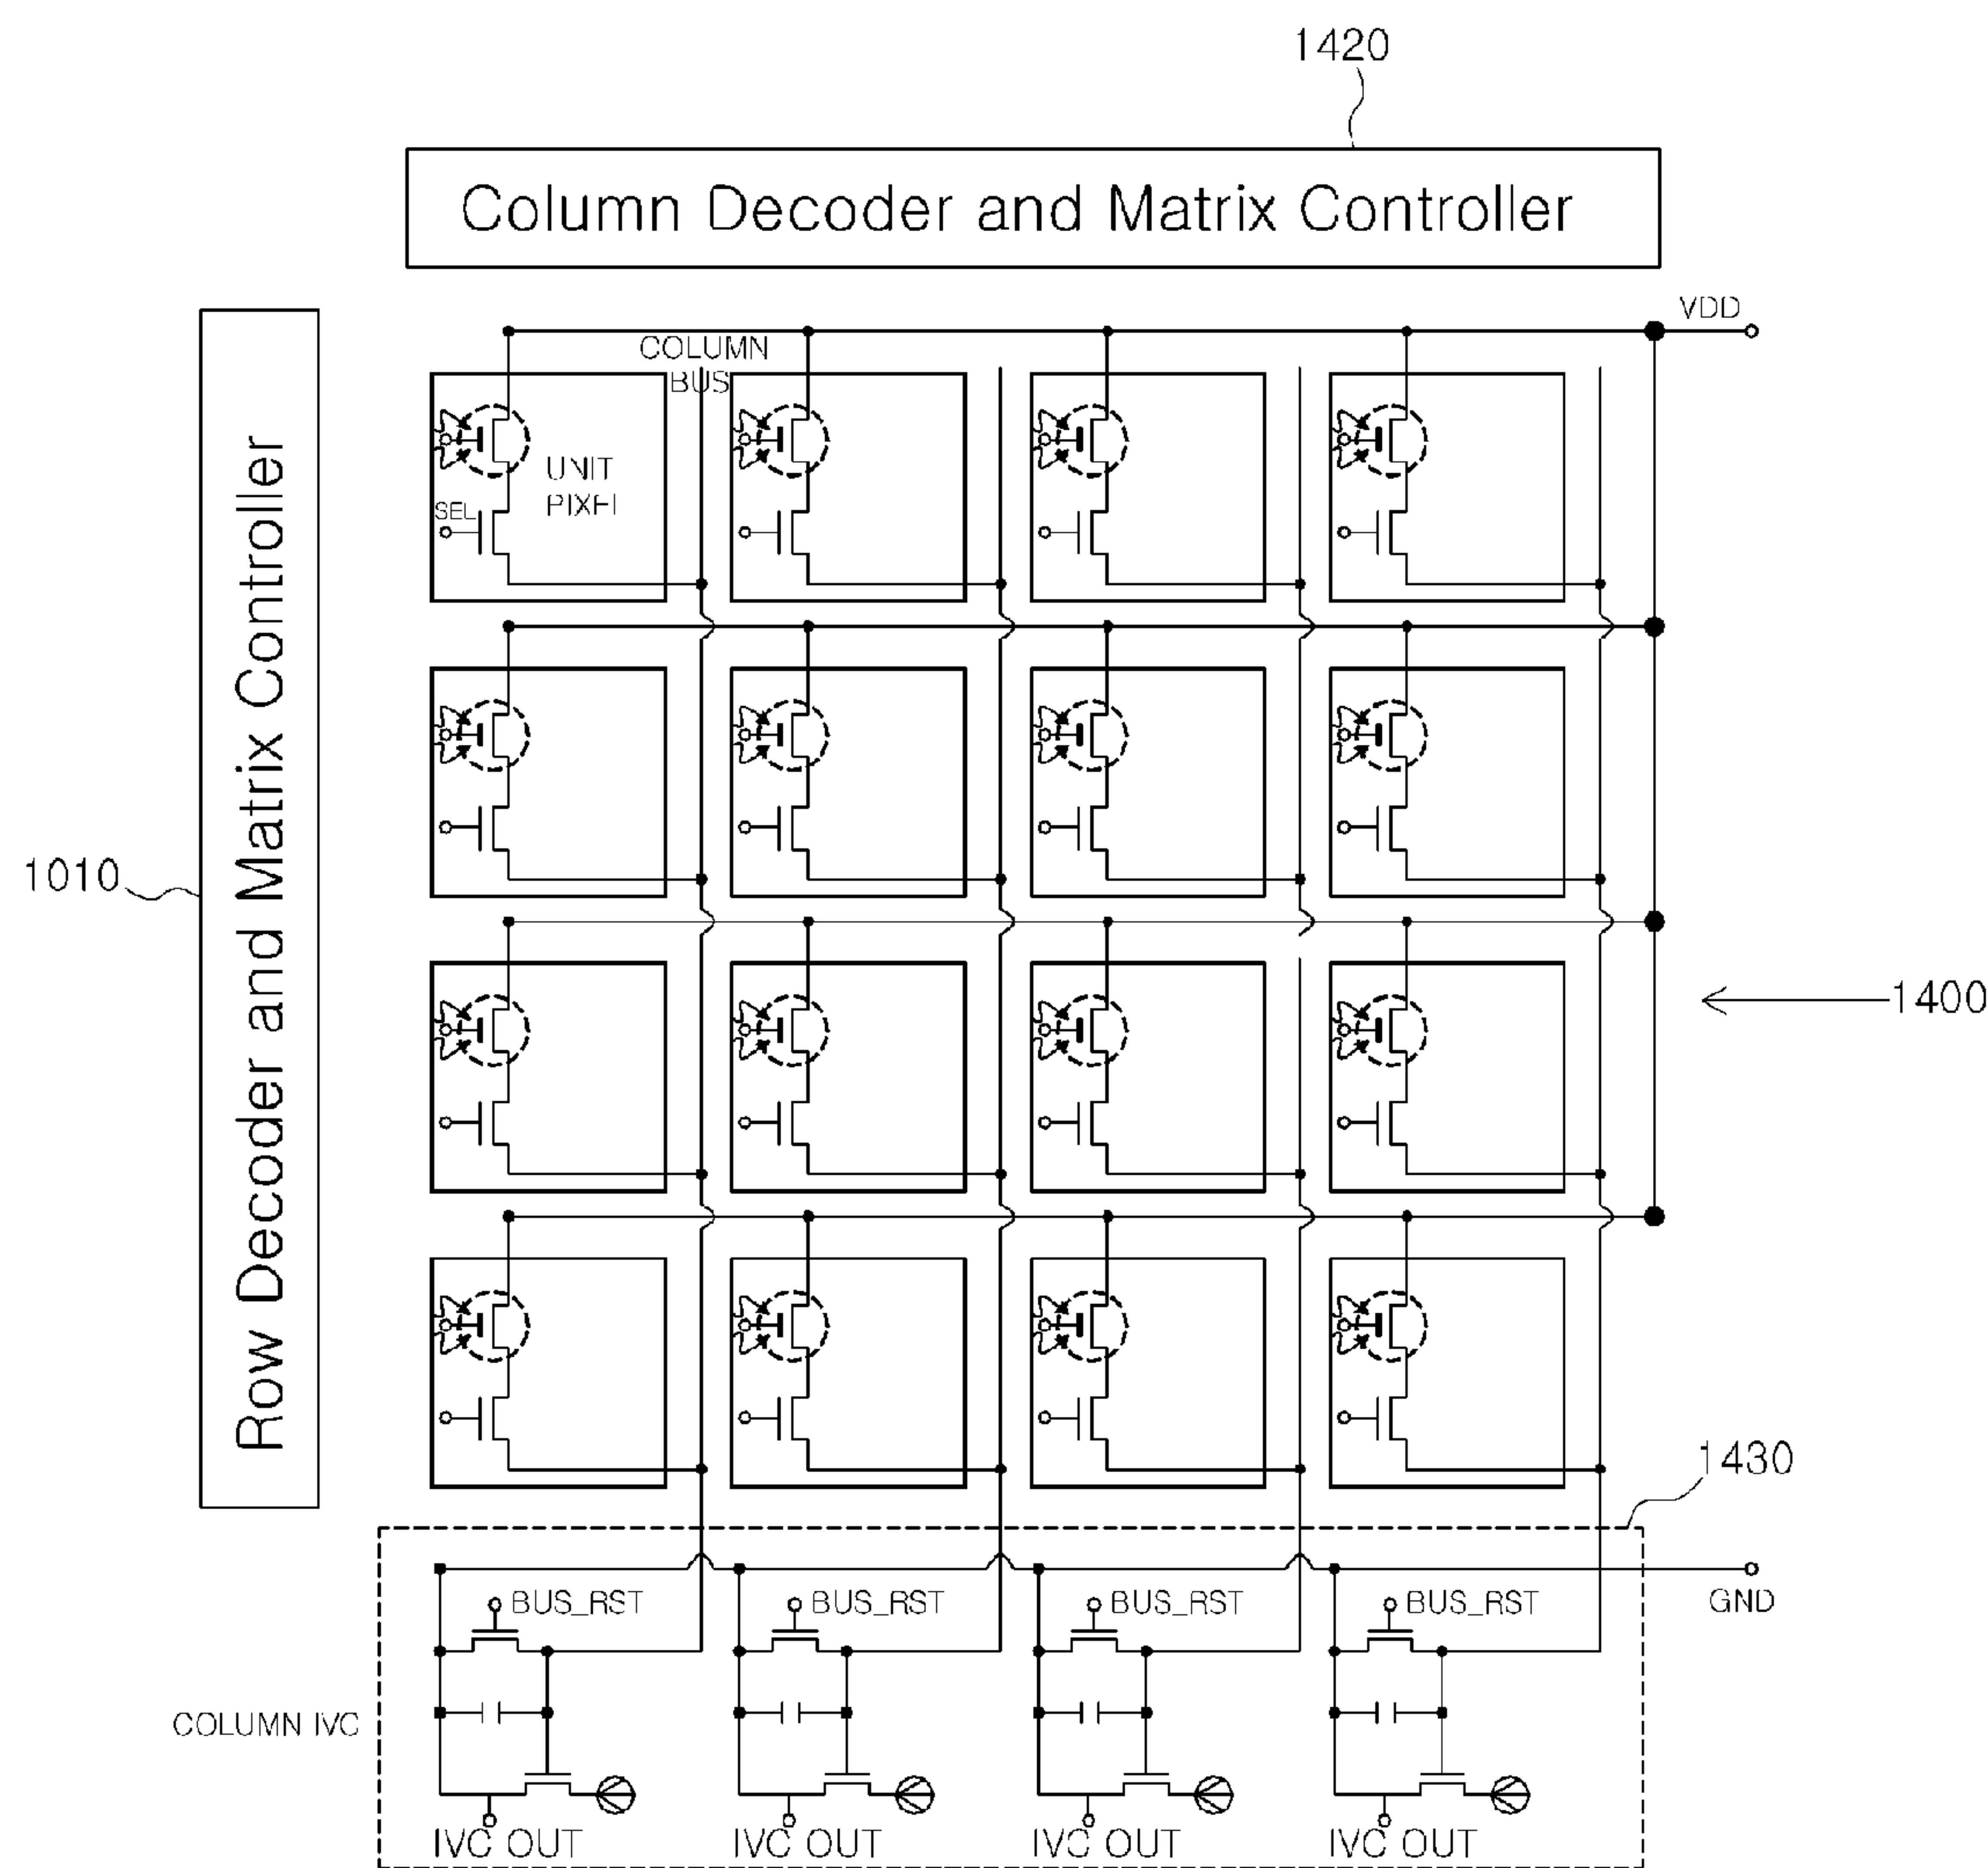 1420
Column Decoder and Matrix Controller
VDD
COLUMN
BUS
UNIT
PIXEL
SEL
Row Decoder and Matrix Controller
1010
1400
1430
GND
BUS_RST BUS_RST BUS_RST BUS_RST
COLUMN IVC
IVC OUT IVC OUT IVC OUT IVC OUT